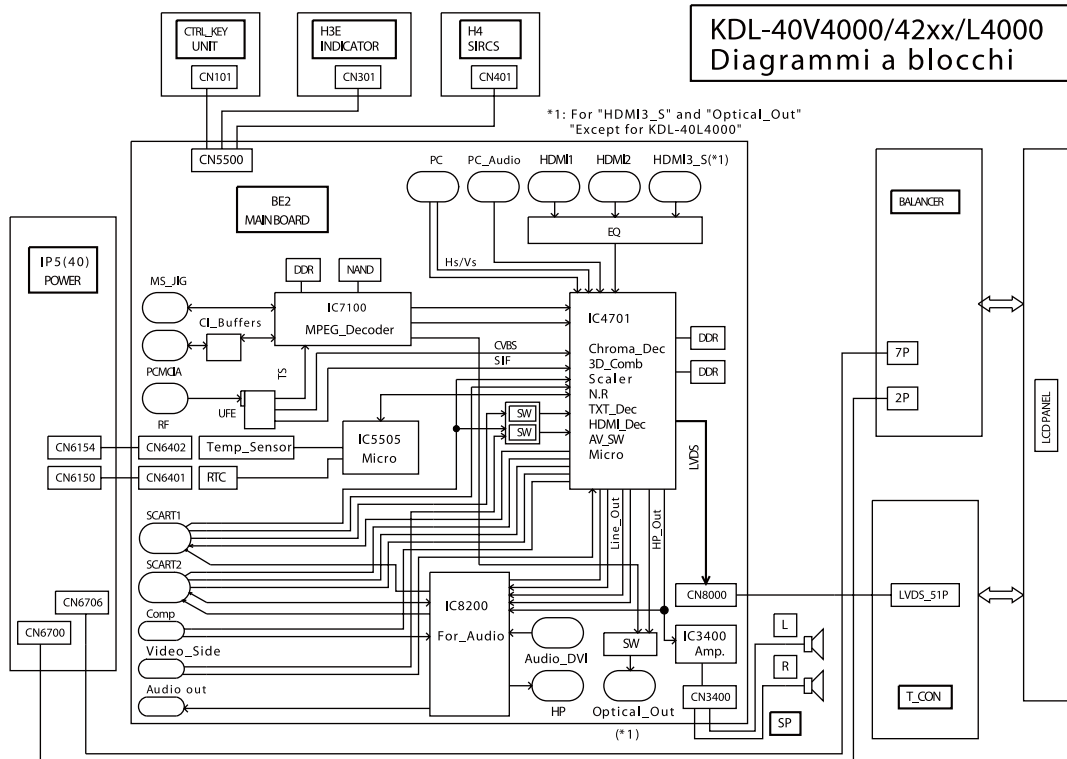 CTRL_KEY
UNIT
CN101
H3E
INDICATOR
CN301
H4
SIRCS
CN401
KDL-40V4000/42xx/L4000
Diagrammi a blocchi
*1: For "HDMI3_S" and "Optical_Out"
"Except for KDL-40L4000"
CN5500
BE2
MAIN BOARD
PC
PC_Audio
HDMI1
HDMI2
HDMI3_S(*1)
EQ
Hs/Vs
BALANCER
IP5(40)
POWER
MS_JIG
CI_Buffers
PCMCIA
RF
UFE
TS
DDR
NAND
IC7100
MPEG_Decoder
CVBS
SIF
IC4701
Chroma_Dec
3D_Comb
Scaler
N.R
TXT_Dec
HDMI_Dec
AV_SW
Micro
DDR
DDR
SW
SW
7P
2P
LCD PANEL
CN6154
CN6402
Temp_Sensor
IC5505
Micro
CN6150
CN6401
RTC
LVDS
Line_Out
HP_Out
SCART1
SCART2
Comp
Video_Side
Audio out
CN6706
CN6700
IC8200
For_Audio
Audio_DVI
HP
SW
Optical_Out
(*1)
CN8000
IC3400
Amp.
CN3400
L
R
SP
LVDS_51P
T_CON